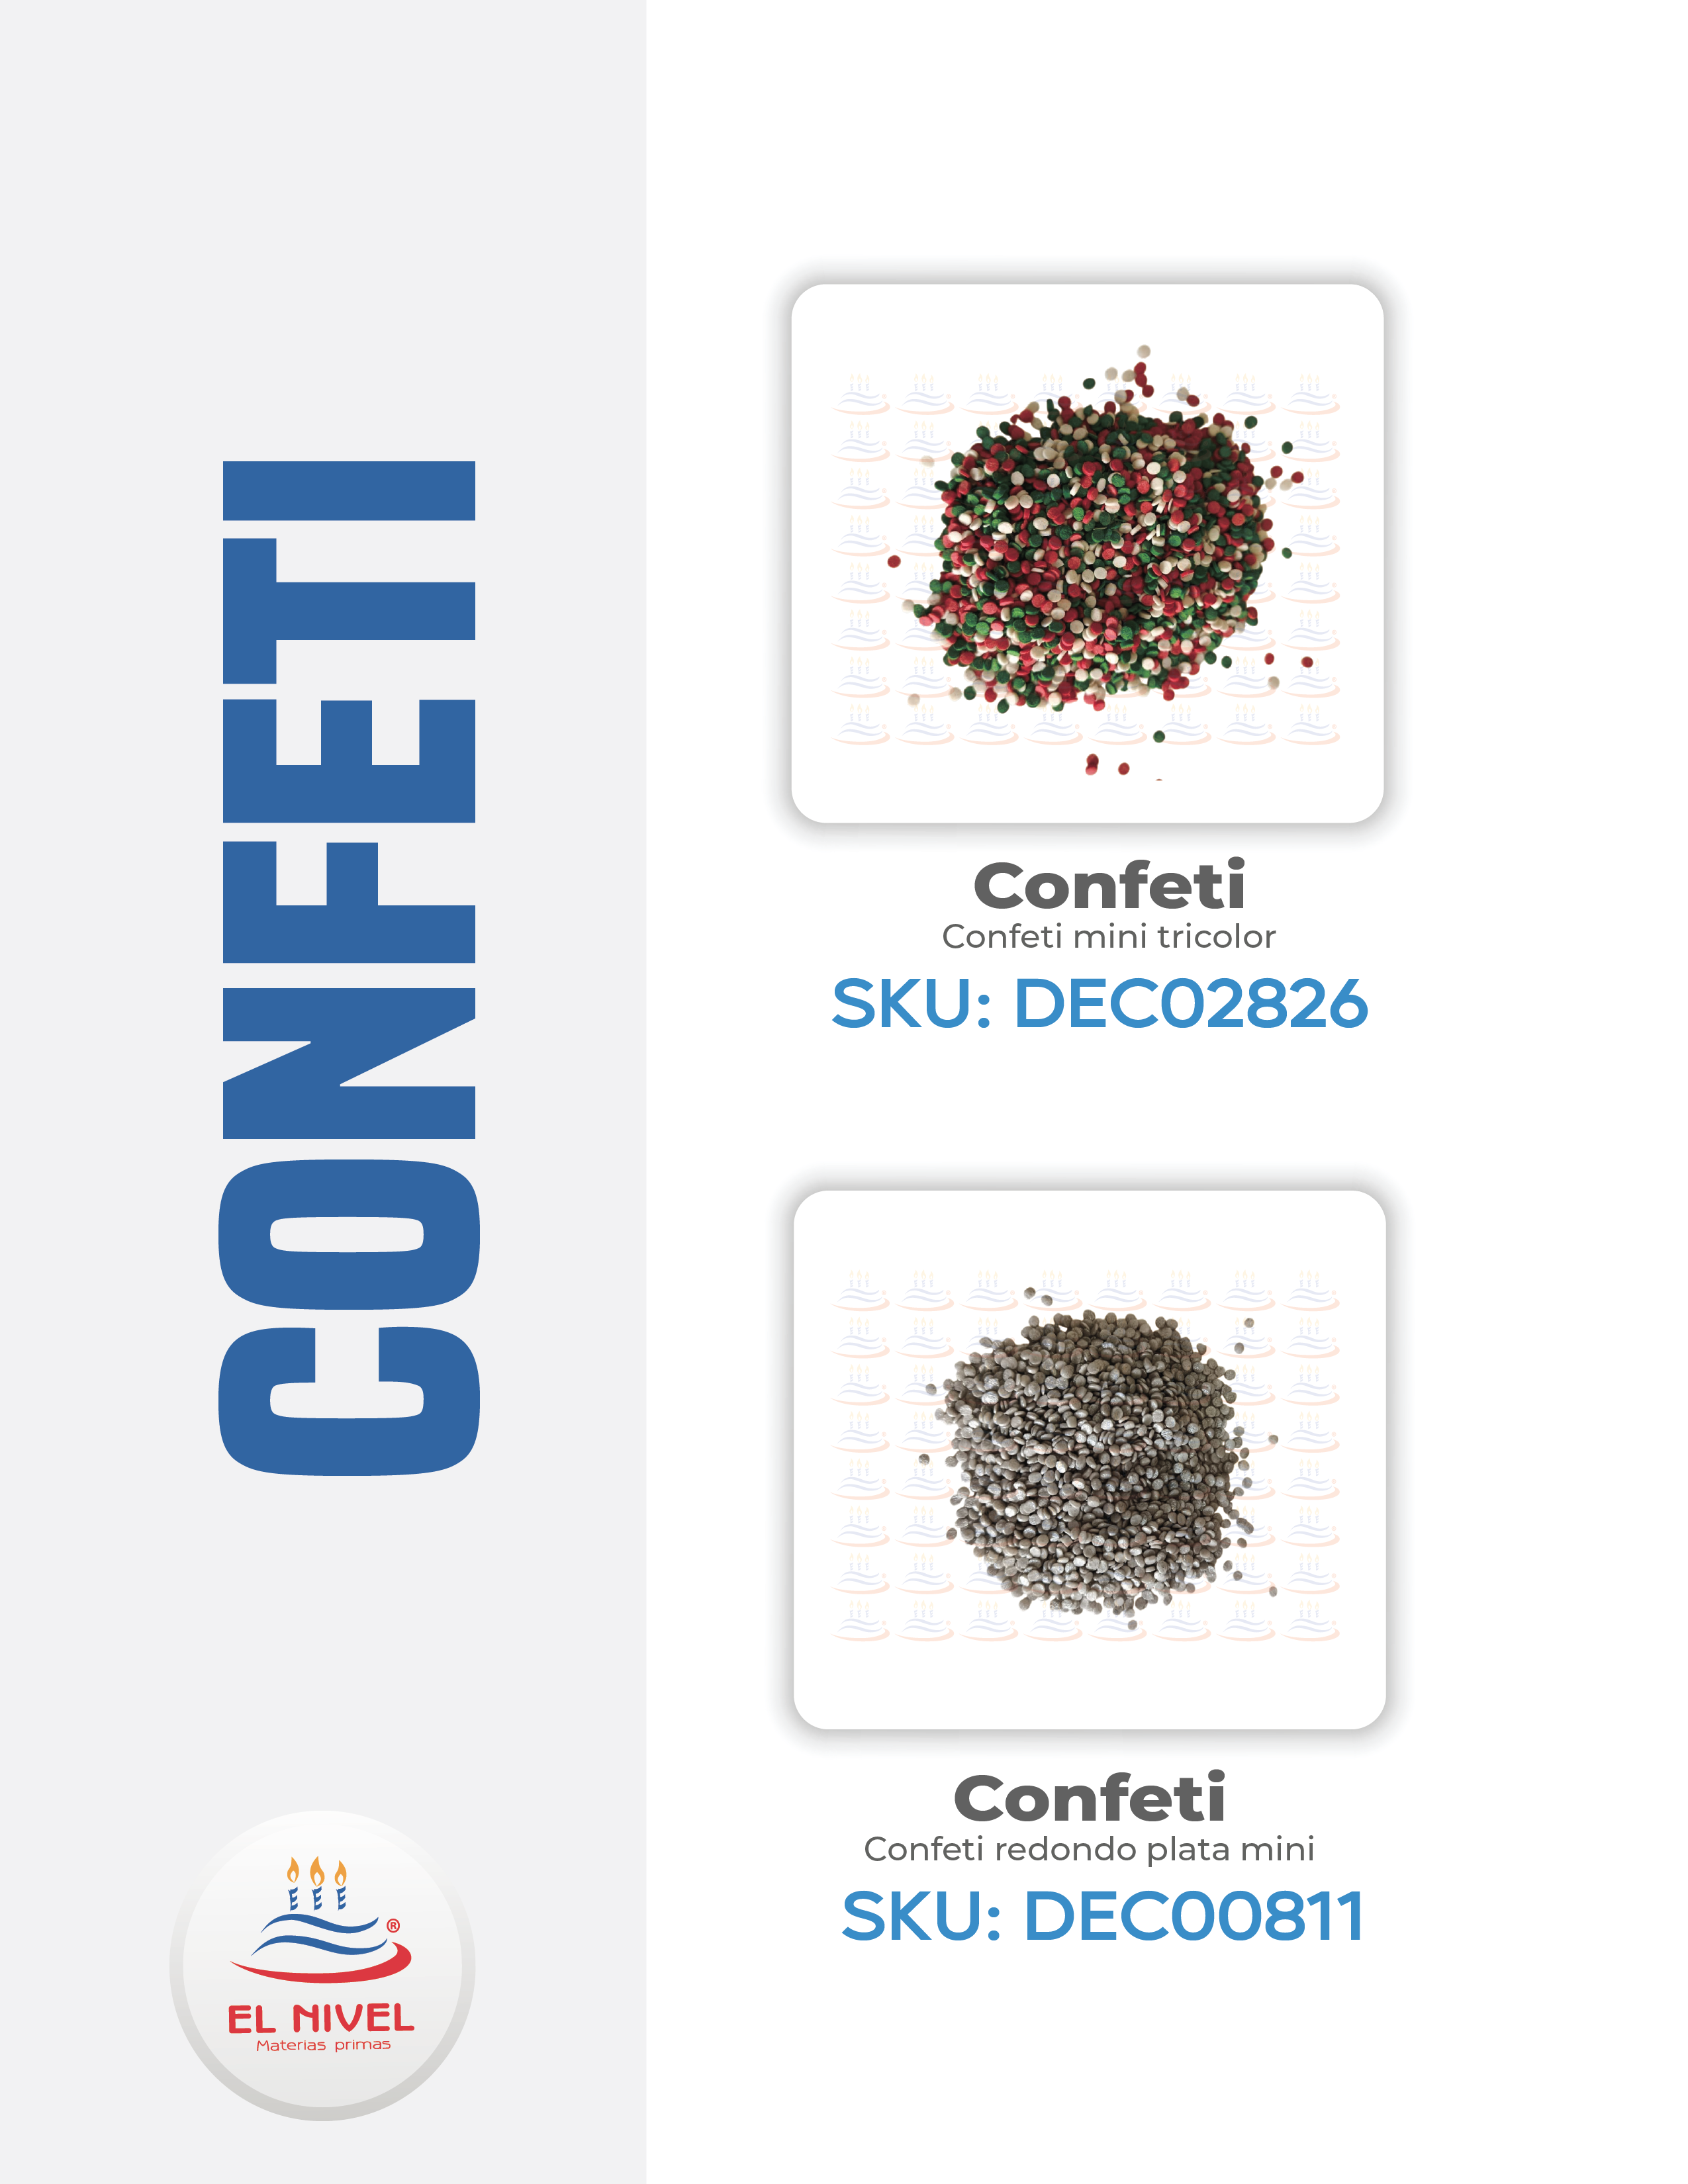 CONFETI
Confeti
Confeti mini tricolor
SKU: DEC02826
Confeti
Confeti redondo plata mini
SKU: DEC00811
®
EL NIVEL
Materias primas